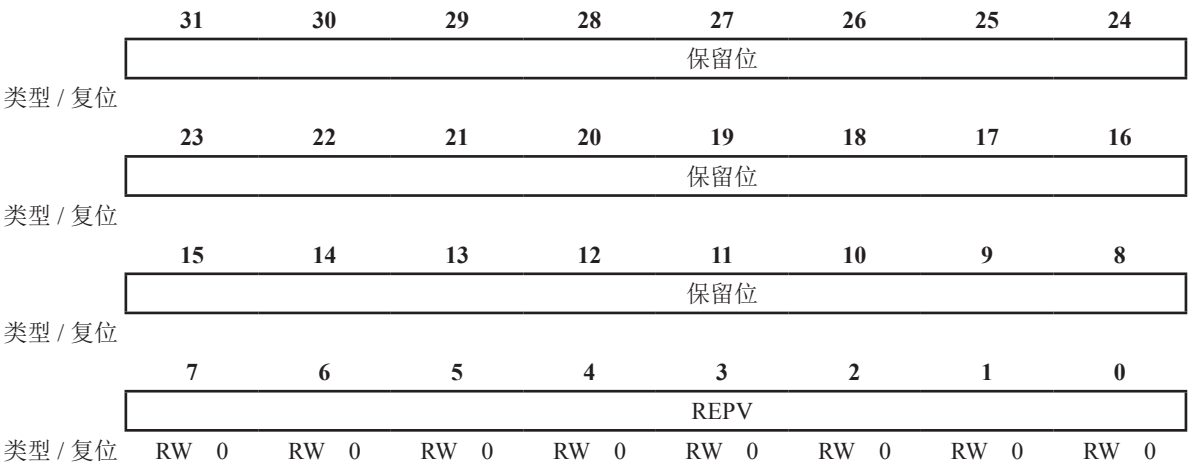 31 30 29 28 27 26 25 24
保留位
类型 / 复位
23 22 21 20 19 18 17 16
保留位
类型 / 复位
15 14 13 12 11 10 9 8
保留位
类型 / 复位
7 6 5 4 3 2 1 0
REPV
类型 / 复位 RW 0 RW 0 RW 0 RW 0 RW 0 RW 0 RW 0 RW 0